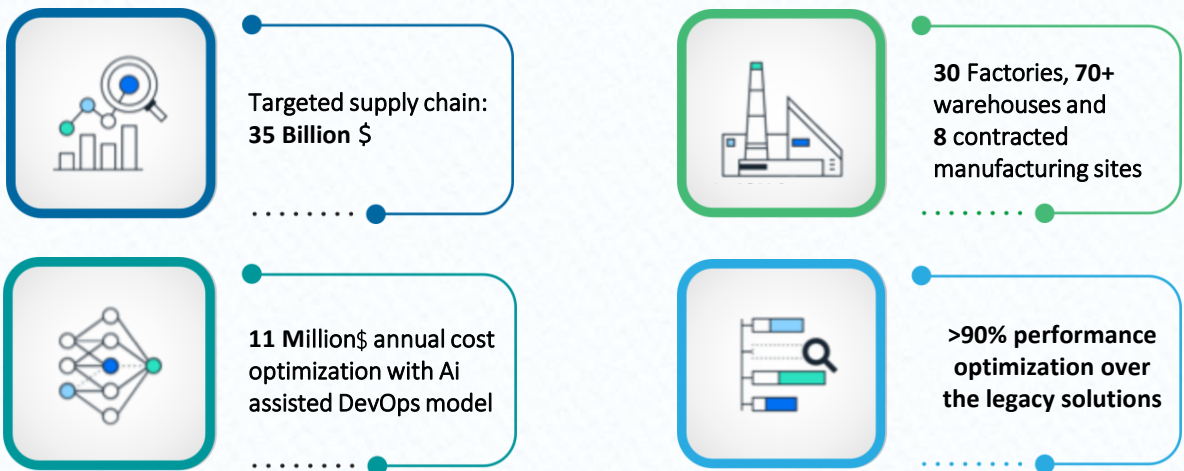 Targeted supply chain:
35 Billion $
30 Factories, 70+
warehouses and
8 contracted
manufacturing sites
11 Million$ annual cost
optimization with Ai
assisted DevOps model
>90% performance
optimization over
the legacy solutions